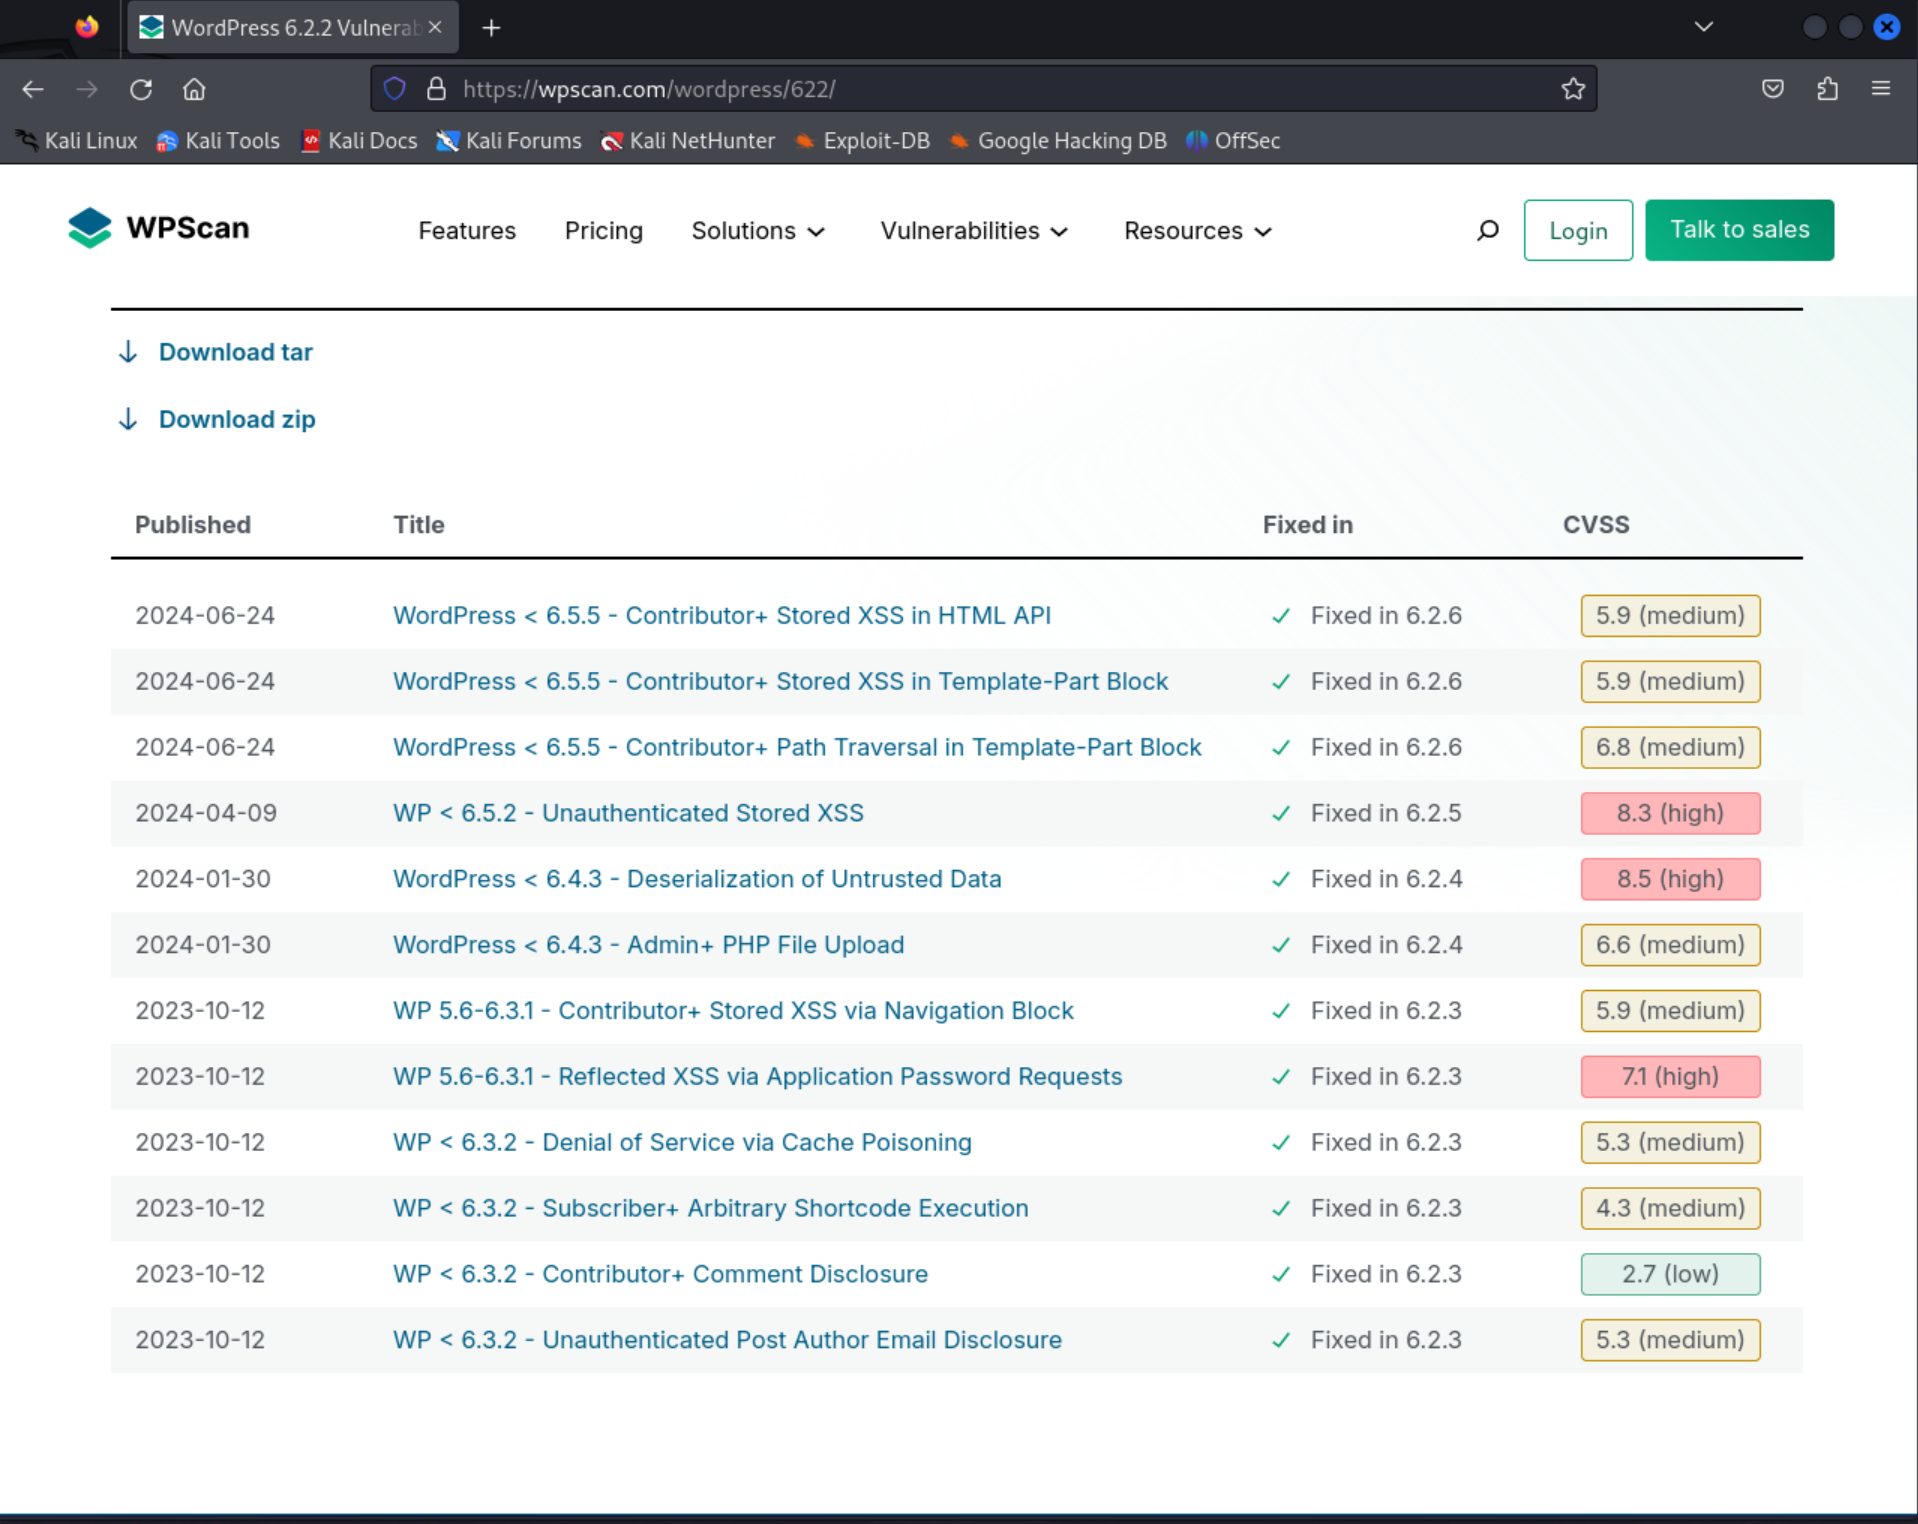 WordPress 6.2.2 Vulnerab
https://wpscan.com/wordpress/622/
Kali Linux Kali Tools Kali Docs Kali Forums Kali NetHunter Exploit-DB Google Hacking DB OffSec
WPScan Features Pricing Solutions Vulnerabilities Resources Login Talk to sales
Download tar
Download zip
Published Title Fixed in CVSS
2024-06-24 WordPress < 6.5.5 - Contributor+ Stored XSS in HTML API Fixed in 6.2.6 5.9 (medium)
2024-06-24 WordPress < 6.5.5 - Contributor+ Stored XSS in Template-Part Block Fixed in 6.2.6 5.9 (medium)
2024-06-24 WordPress < 6.5.5 - Contributor+ Path Traversal in Template-Part Block Fixed in 6.2.6 6.8 (medium)
2024-04-09 WP < 6.5.2 - Unauthenticated Stored XSS Fixed in 6.2.5 8.3 (high)
2024-01-30 WordPress < 6.4.3 - Deserialization of Untrusted Data Fixed in 6.2.4 8.5 (high)
2024-01-30 WordPress < 6.4.3 - Admin+ PHP File Upload Fixed in 6.2.4 6.6 (medium)
2023-10-12 WP 5.6-6.3.1 - Contributor+ Stored XSS via Navigation Block Fixed in 6.2.3 5.9 (medium)
2023-10-12 WP 5.6-6.3.1 - Reflected XSS via Application Password Requests Fixed in 6.2.3 7.1 (high)
2023-10-12 WP < 6.3.2 - Denial of Service via Cache Poisoning Fixed in 6.2.3 5.3 (medium)
2023-10-12 WP < 6.3.2 - Subscriber+ Arbitrary Shortcode Execution Fixed in 6.2.3 4.3 (medium)
2023-10-12 WP < 6.3.2 - Contributor+ Comment Disclosure Fixed in 6.2.3 2.7 (low)
2023-10-12 WP < 6.3.2 - Unauthenticated Post Author Email Disclosure Fixed in 6.2.3 5.3 (medium)